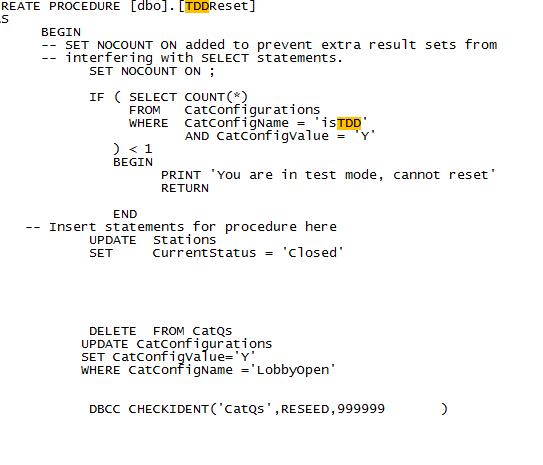 REATE PROCEDURE [dbo].[TDDReset]
AS
BEGIN
-- SET NOCOUNT ON added to prevent extra result sets from
-- interfering with SELECT statements.
SET NOCOUNT ON ;
IF ( SELECT COUNT(*)
FROM CatConfigurations
WHERE CatConfigName = 'isTDD'
AND CatConfigValue = 'Y'
) < 1
BEGIN
PRINT 'You are in test mode, cannot reset'
RETURN
END
-- Insert statements for procedure here
UPDATE Stations
SET CurrentStatus = 'Closed'
DELETE FROM CatQs
UPDATE CatConfigurations
SET CatConfigValue='Y'
WHERE CatConfigName ='LobbyOpen'
DBCC CHECKIDENT('CatQs',RESEED,999999 )